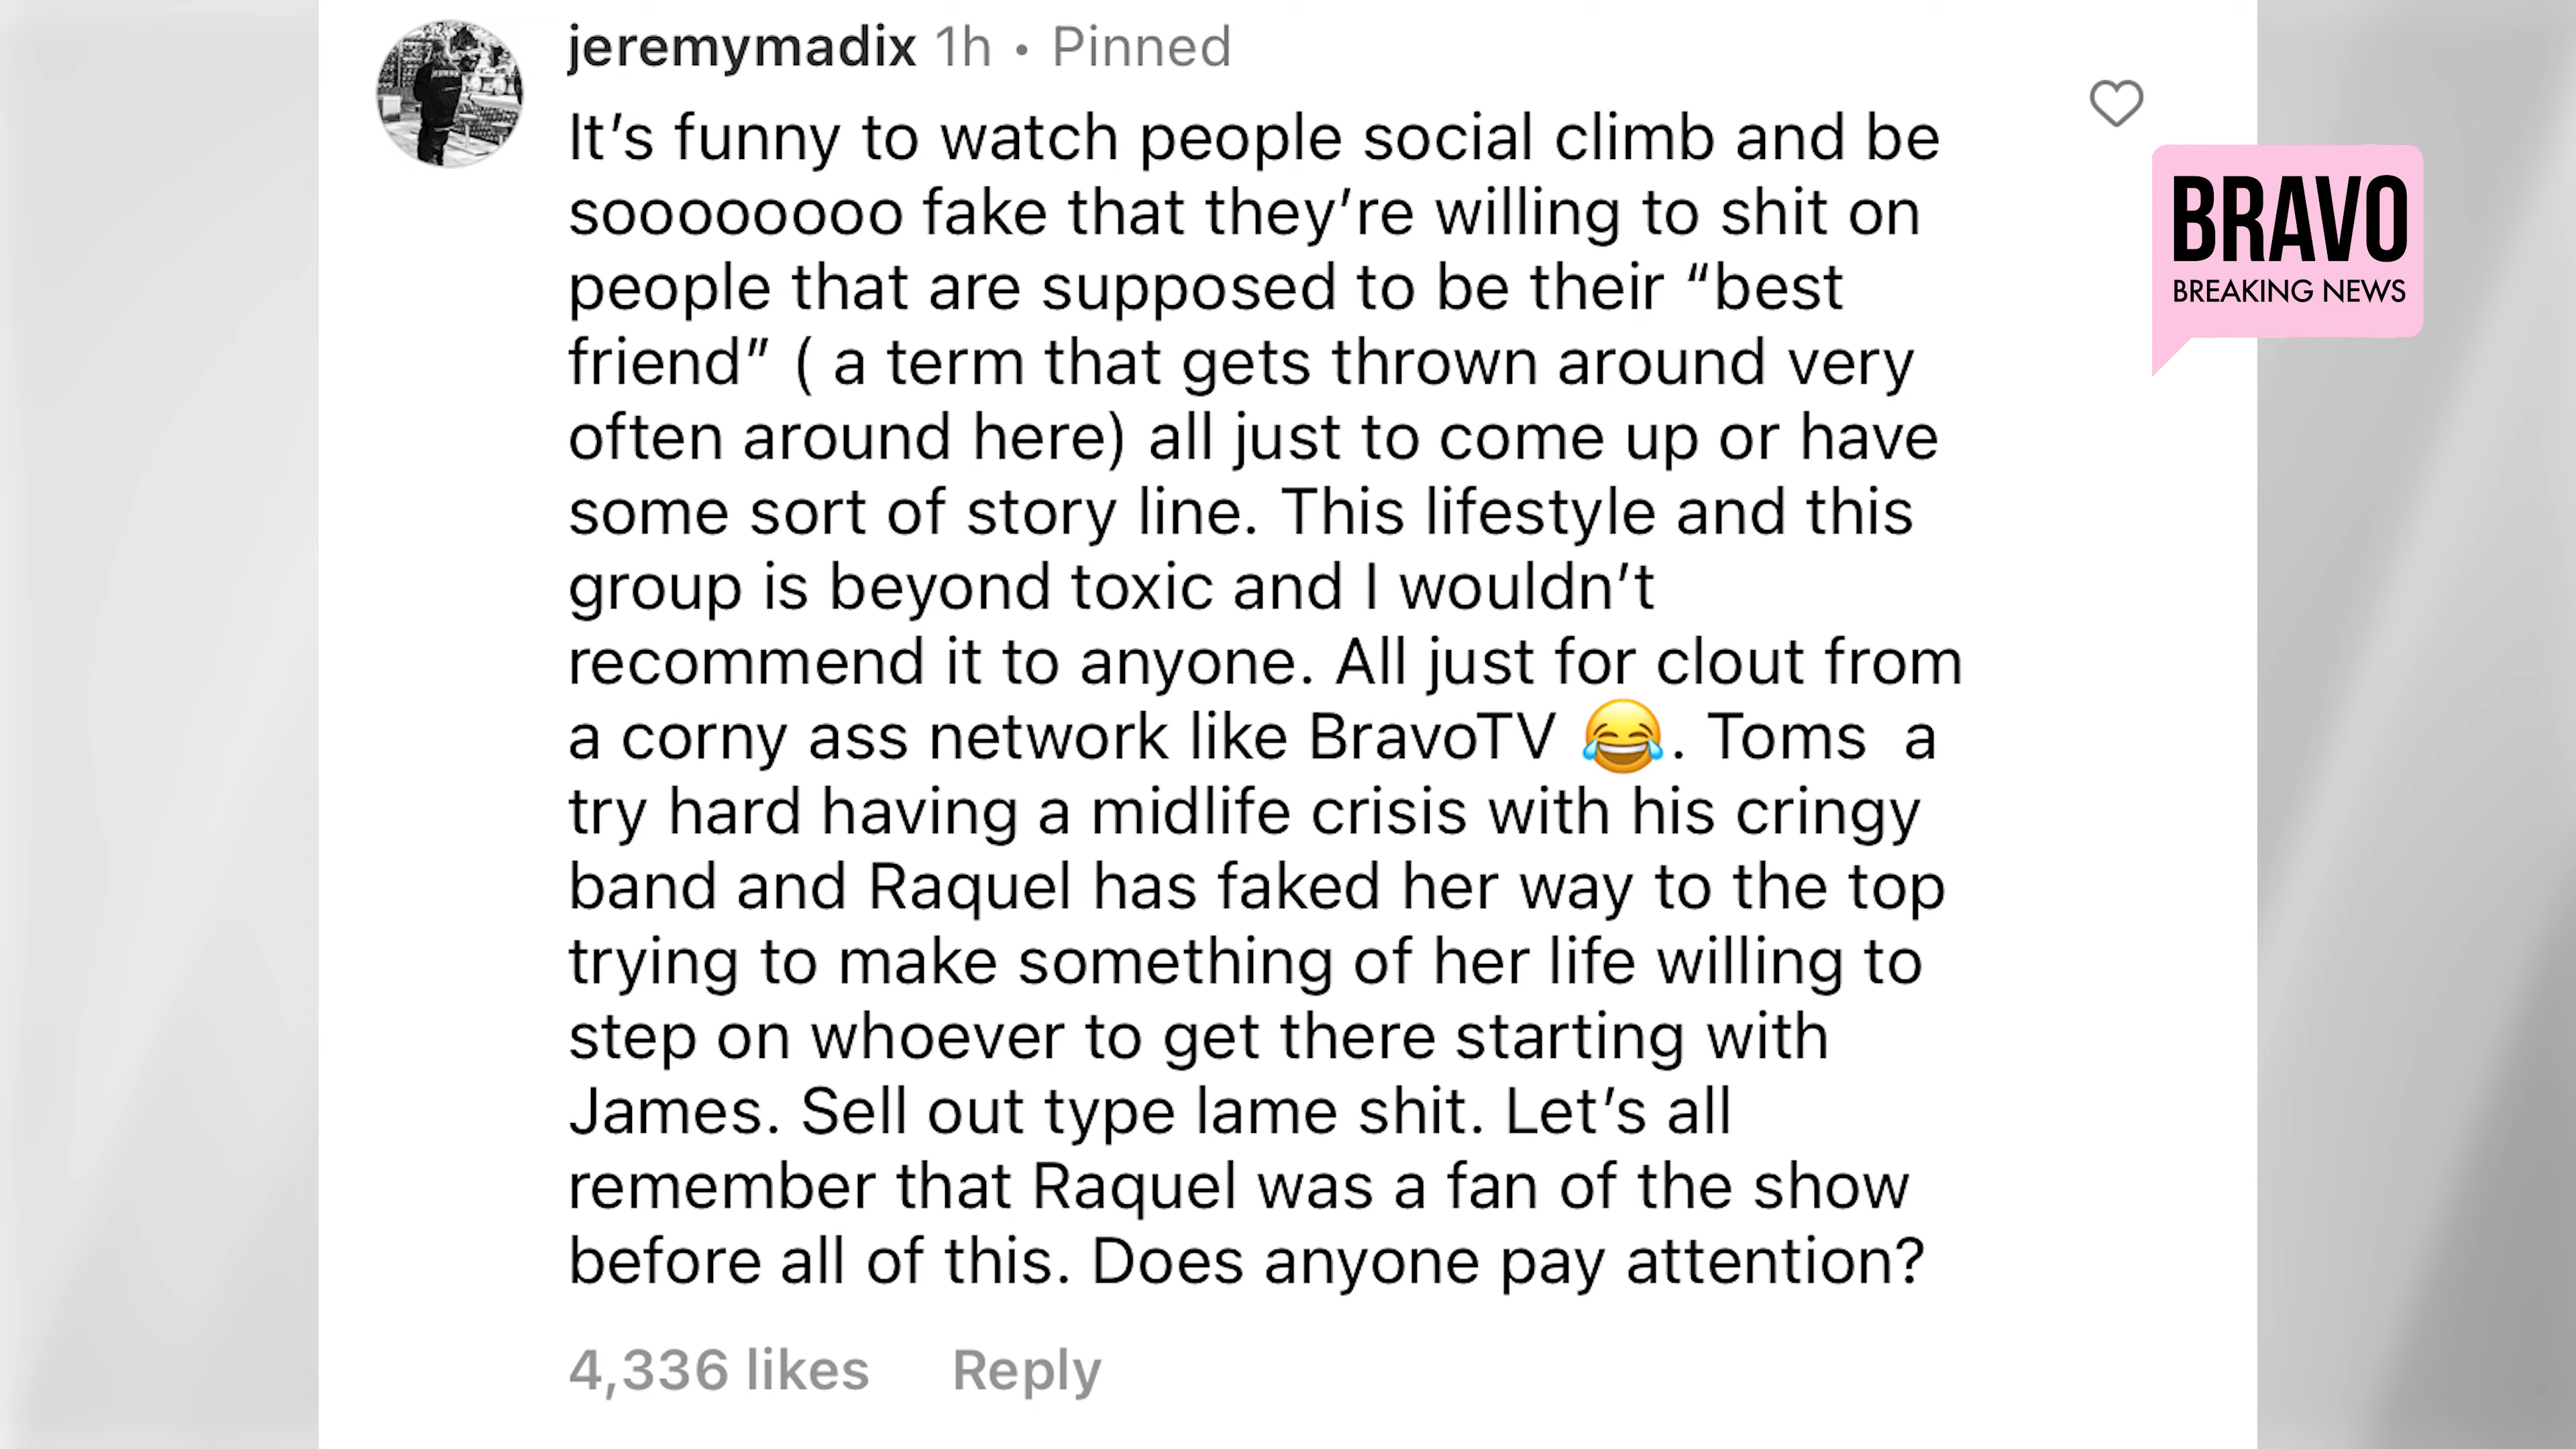 jeremymadix 1h • Pinned
It’s funny to watch people social climb and be
soooooooo fake that they’re willing to shit on
people that are supposed to be their “best
friend” ( a term that gets thrown around very
often around here) all just to come up or have
some sort of story line. This lifestyle and this
group is beyond toxic and I wouldn’t
recommend it to anyone. All just for clout from
a corny ass network like BravoTV 😂. Toms  a
try hard having a midlife crisis with his cringy
band and Raquel has faked her way to the top
trying to make something of her life willing to
step on whoever to get there starting with
James. Sell out type lame shit. Let’s all
remember that Raquel was a fan of the show
before all of this. Does anyone pay attention?
4,336 likes Reply
BRAVO
BREAKING NEWS